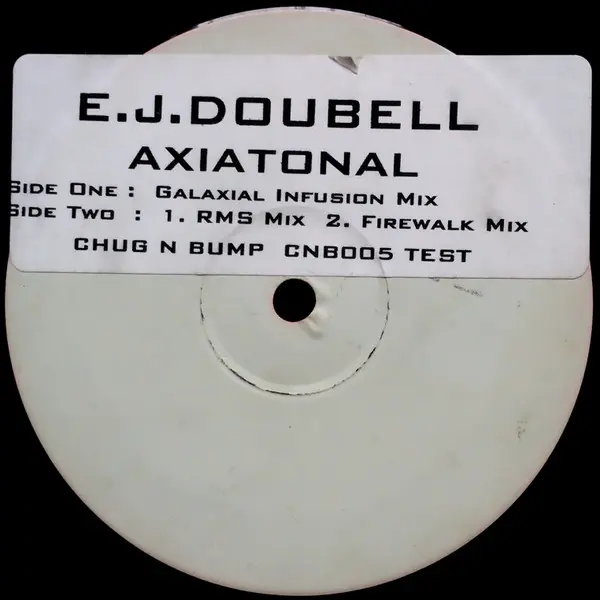 E.J.DOUBELL
AXIATONAL
SIDE ONE : GALAXIAL INFUSION MIX
SIDE TWO : 1. RMS MIX 2. FIREWALK MIX
CHUG N BUMP CNB005 TEST